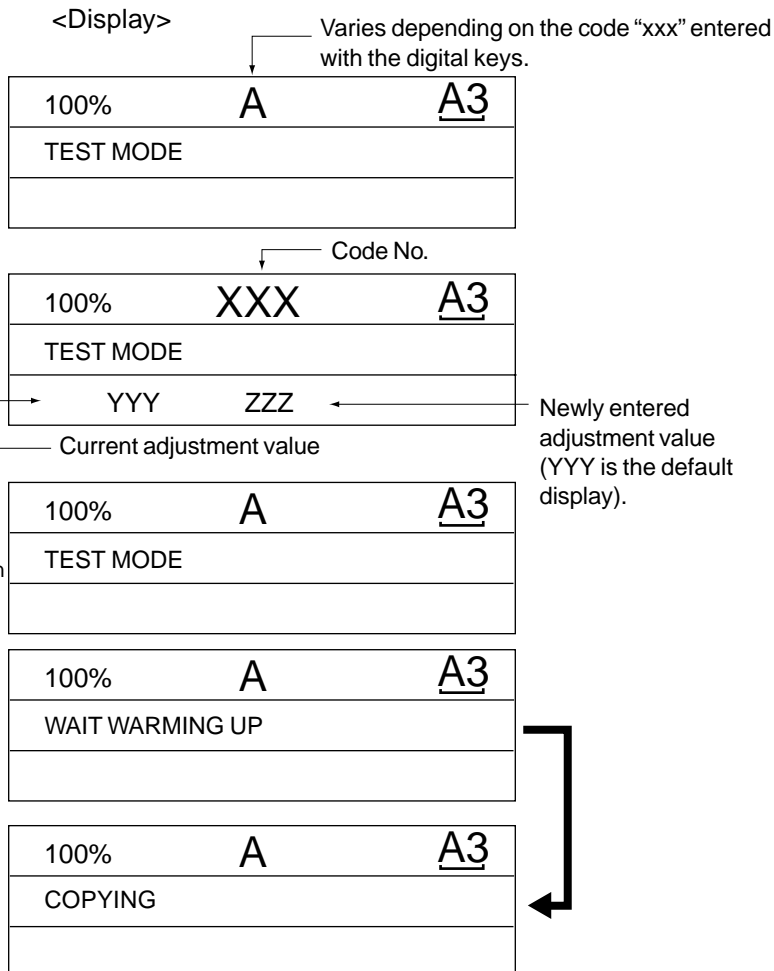 <Display>
Varies depending on the code “xxx” entered
with the digital keys.
100% A A3
TEST MODE
Code No.
100% XXX A3
TEST MODE
YYY ZZZ
Newly entered
adjustment value
(YYY is the default
display).
Current adjustment value
100% A A3
TEST MODE
100% A A3
WAIT WARMING UP
100% A A3
COPYING